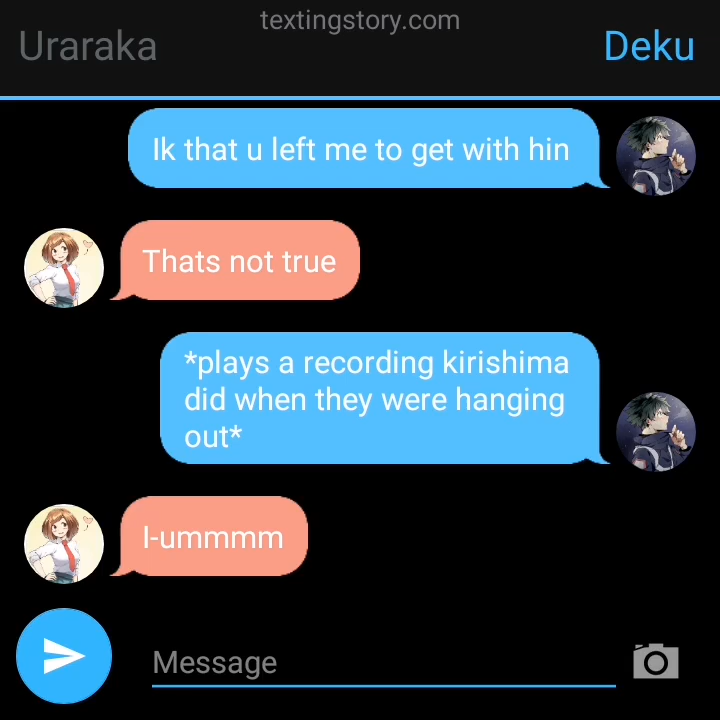 textingstory.com
Uraraka
Deku
Ik that u left me to get with hin
Thats not true
*plays a recording kirishima
did when they were hanging
out*
I-ummmm
Message